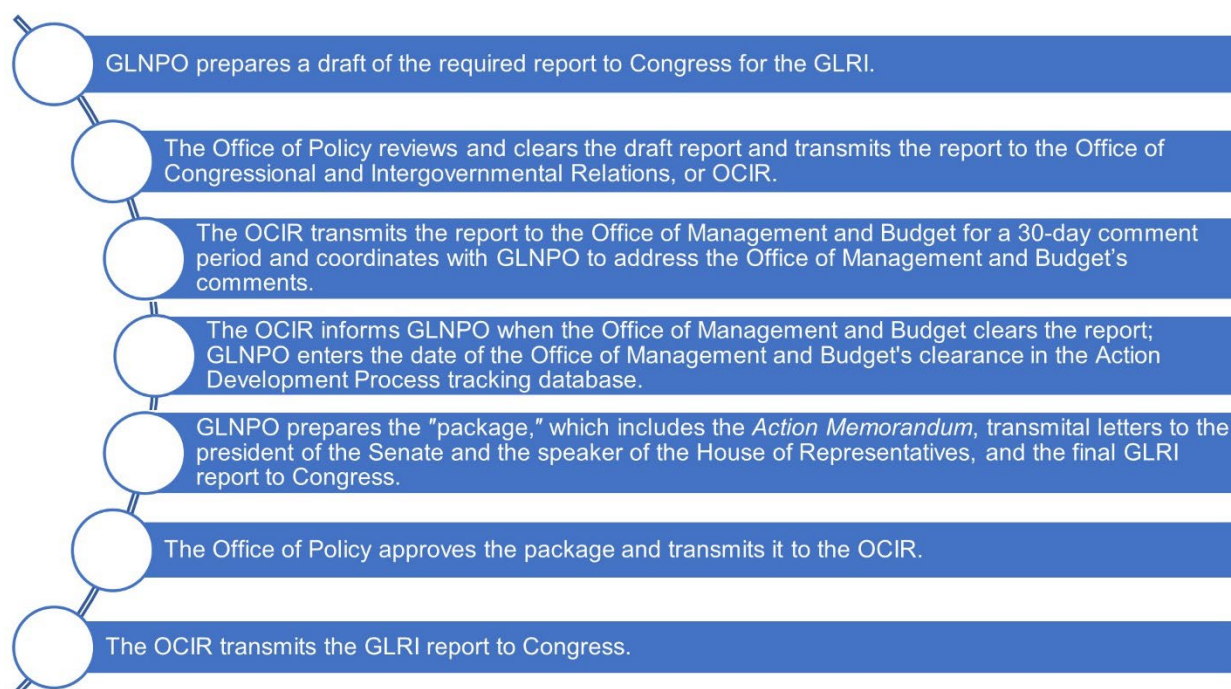 GLNPO prepares a draft of the required report to Congress for the GLRI.
The Office of Policy reviews and clears the draft report and transmits the report to the Office of
Congressional and Intergovernmental Relations, or OCIR.
The OCIR transmits the report to the Office of Management and Budget for a 30-day comment
period and coordinates with GLNPO to address the Office of Management and Budget’s
comments.
The OCIR informs GLNPO when the Office of Management and Budget clears the report;
GLNPO enters the date of the Office of Management and Budget's clearance in the Action
Development Process tracking database.
GLNPO prepares the "package," which includes the Action Memorandum, transmital letters to the
president of the Senate and the speaker of the House of Representatives, and the final GLRI
report to Congress.
The Office of Policy approves the package and transmits it to the OCIR.
The OCIR transmits the GLRI report to Congress.